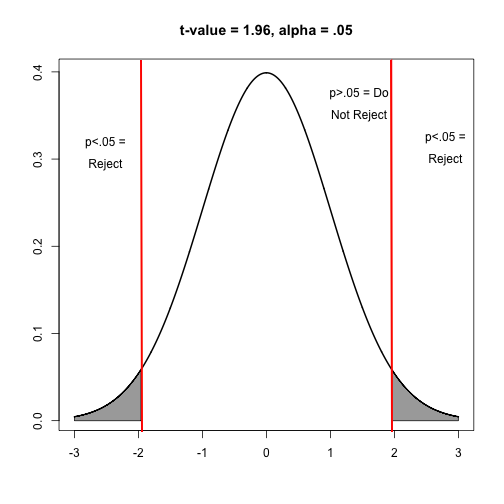 t-value = 1.96, alpha = .05
p>.05 = Do
Not Reject
p<.05 =
Reject
p<.05 =
Reject
0.4
0.3
0.2
0.1
0.0
-3 -2 -1 0 1 2 3